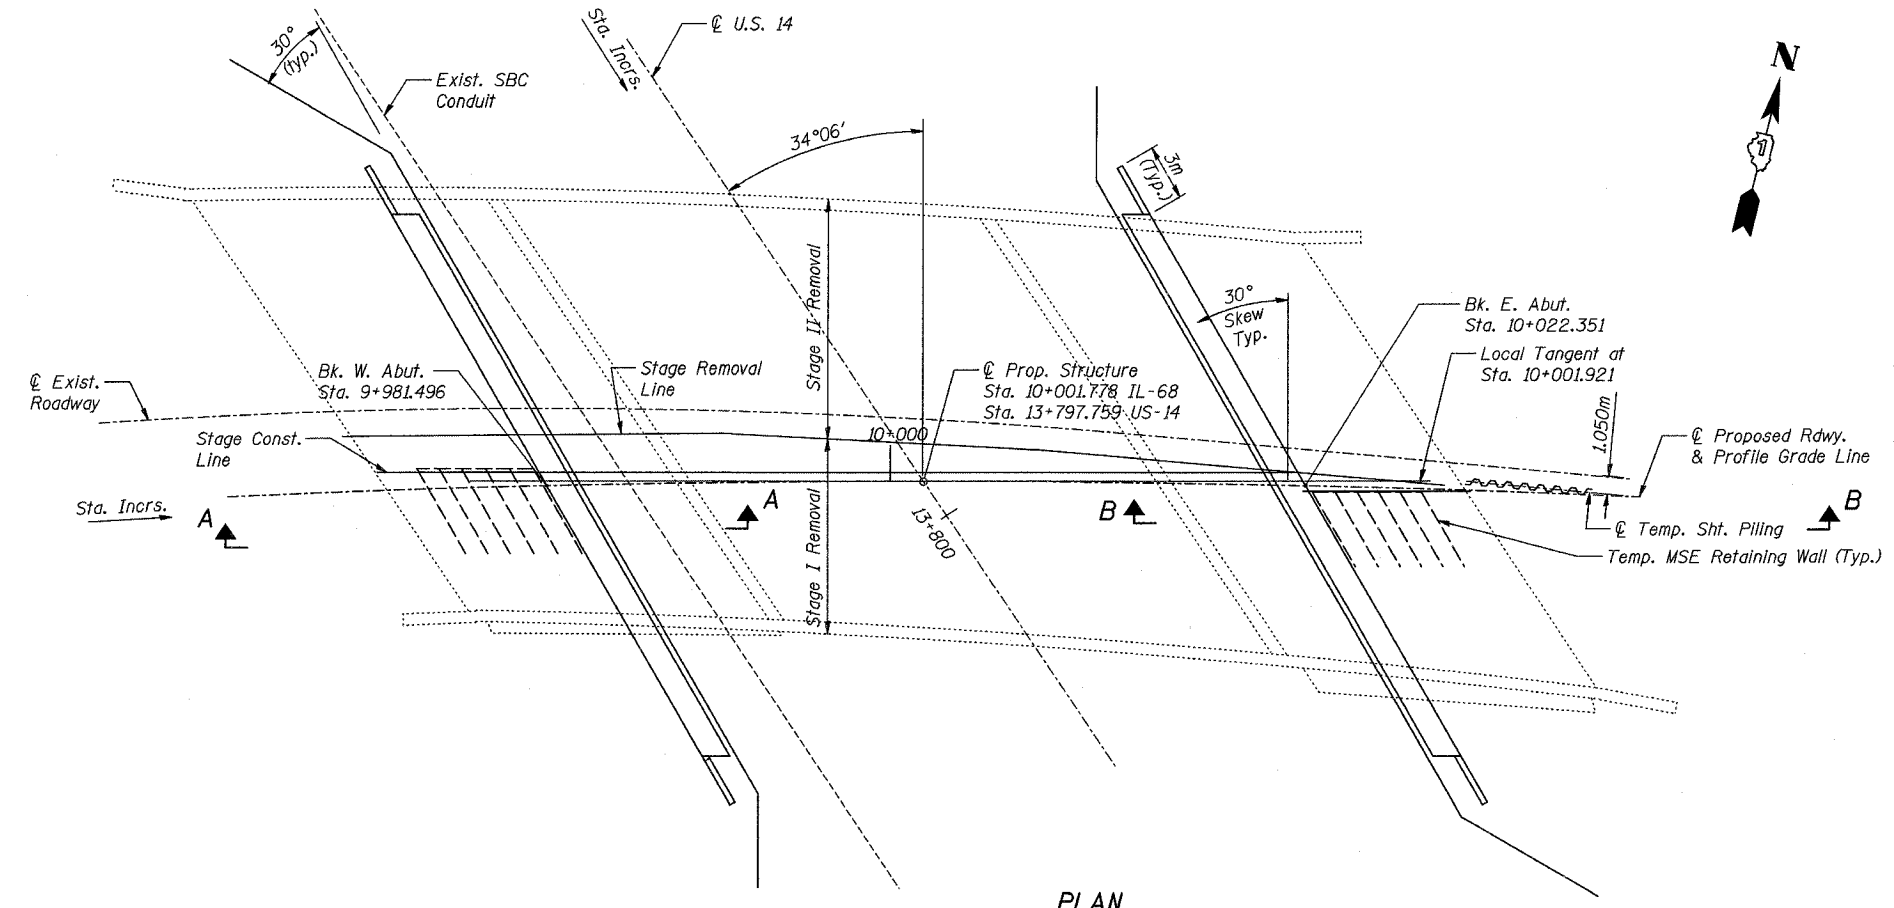 30°
(typ.)
Exist. SBC
Conduit
Sta. Incrs.
℄ U.S. 14
34°06'
3m
(Typ.)
N
1
Stage II Removal
30°
Skew
Typ.
Bk. E. Abut.
Sta. 10+022.351
Local Tangent at
Sta. 10+001.921
℄ Exist.
Roadway
Bk. W. Abut.
Sta. 9+981.496
Stage Removal
Line
℄ Prop. Structure
Sta. 10+001.778 IL-68
Sta. 13+797.759 US-14
10+000
1.050m
℄ Proposed Rdwy.
& Profile Grade Line
Stage Const.
Line
Sta. Incrs.
A
A
B
B
13+800
Stage I Removal
℄ Temp. Sht. Piling
Temp. MSE Retaining Wall (Typ.)
PLAN